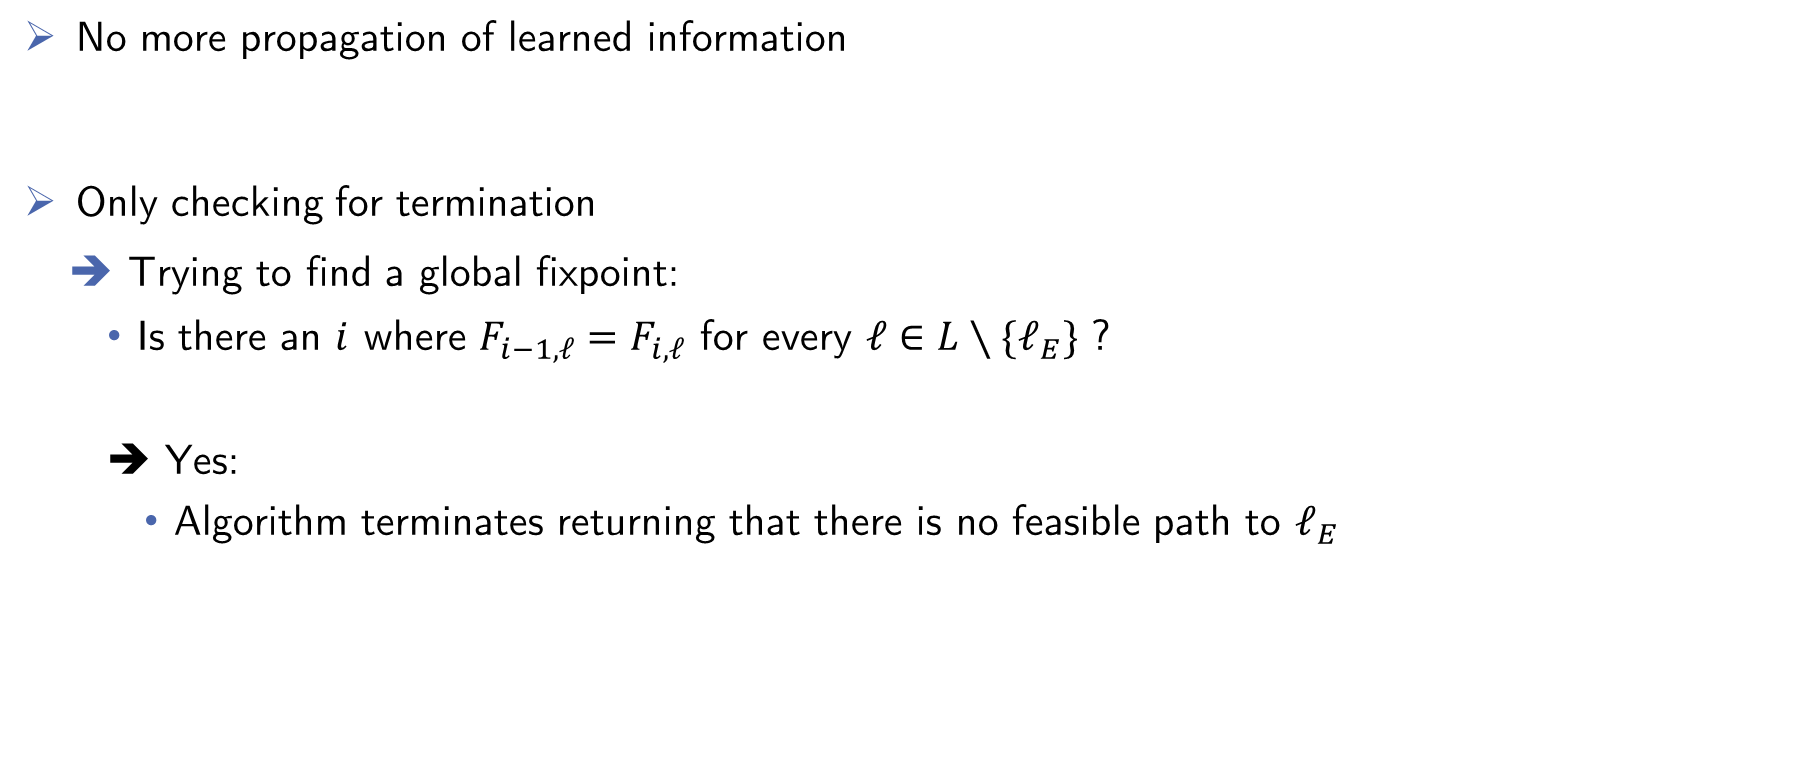 ➢ No more propagation of learned information
➢ Only checking for termination
➔ Trying to find a global fixpoint:
• Is there an i where F_{i−1,ℓ} = F_{i,ℓ} for every ℓ ∈ L \ {ℓ_E} ?
➔ Yes:
• Algorithm terminates returning that there is no feasible path to ℓ_E